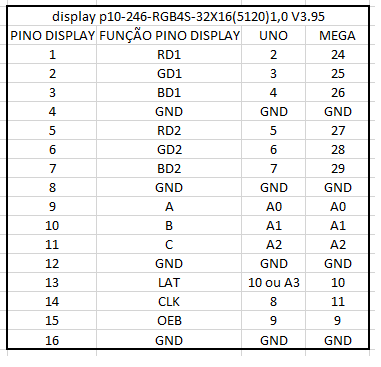 display p10-246-RGB4S-32X16(5120)1,0 V3.95
PINO DISPLAY FUNÇÃO PINO DISPLAY UNO MEGA
1 RD1 2 24
2 GD1 3 25
3 BD1 4 26
4 GND GND GND
5 RD2 5 27
6 GD2 6 28
7 BD2 7 29
8 GND GND GND
9 A A0 A0
10 B A1 A1
11 C A2 A2
12 GND GND GND
13 LAT 10 ou A3 10
14 CLK 8 11
15 OEB 9 9
16 GND GND GND